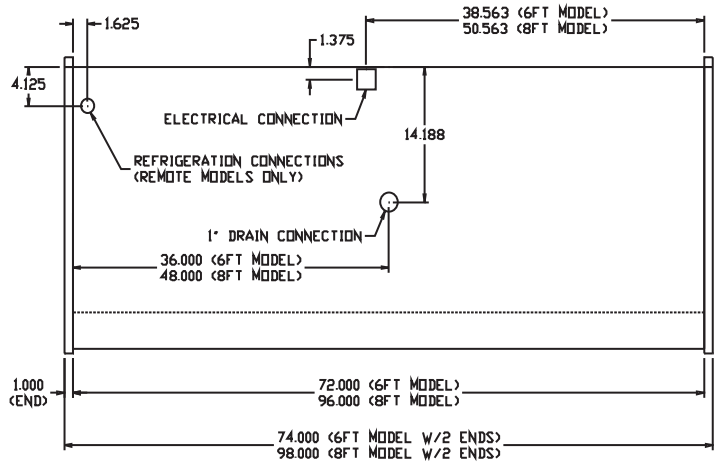 38.563 (6FT MODEL)
50.563 (8FT MODEL)
1.625
1.375
4.125
ELECTRICAL CONNECTION
14.188
REFRIGERATION CONNECTIONS
(REMOTE MODELS ONLY)
1" DRAIN CONNECTION
36.000 (6FT MODEL)
48.000 (8FT MODEL)
1.000
(END)
72.000 (6FT MODEL)
96.000 (8FT MODEL)
74.000 (6FT MODEL W/2 ENDS)
98.000 (8FT MODEL W/2 ENDS)